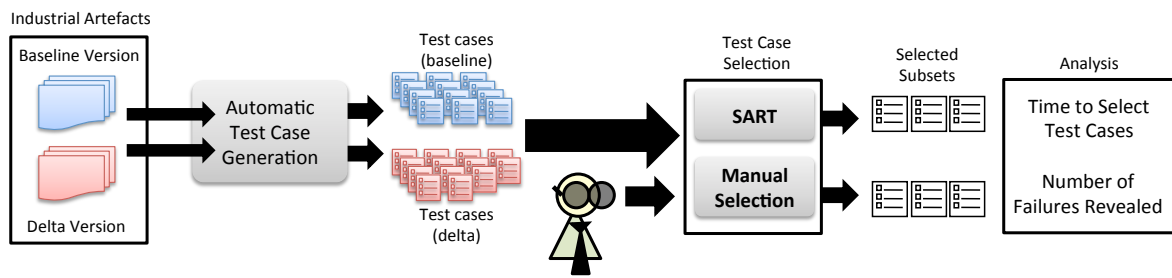 Industrial Artefacts
Baseline Version
Delta Version
Automatic
Test Case
Generation
Test cases
(baseline)
Test cases
(delta)
Test Case
Selection
SART
Manual
Selection
Selected
Subsets
Analysis
Time to Select
Test Cases
Number of
Failures Revealed